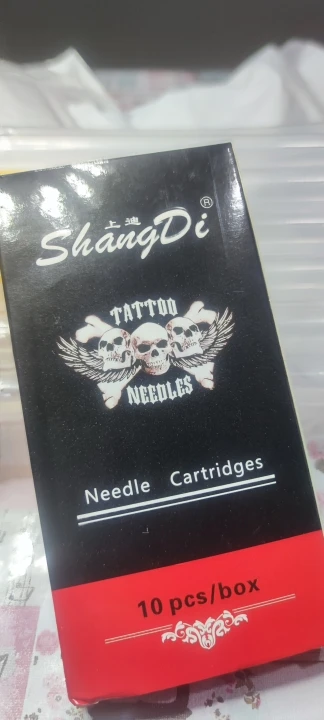 上迪
ShangDi®
TATTOO
NEEDLES
Needle Cartridges
10 pcs/box